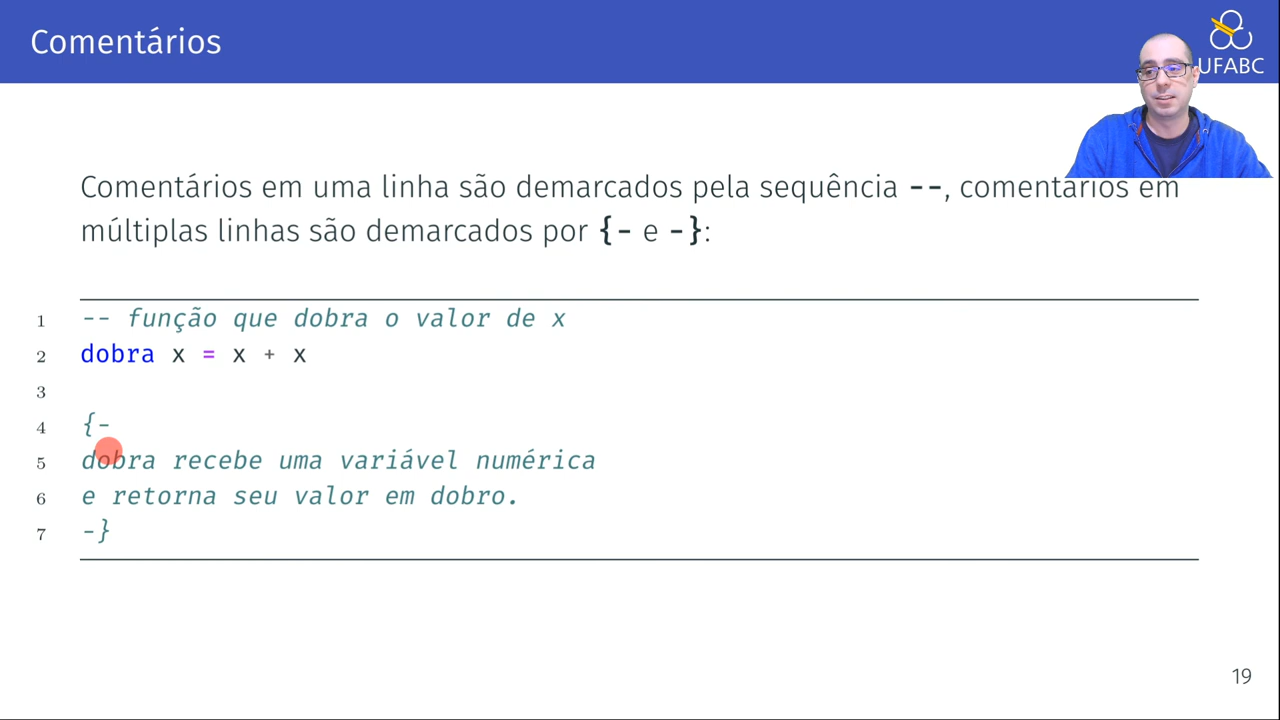 Comentários
UFABC
Comentários em uma linha são demarcados pela sequência --, comentários em
múltiplas linhas são demarcados por {- e -}:
1 -- função que dobra o valor de x
2 dobra x = x + x
3
4 {-
5 dobra recebe uma variável numérica
6 e retorna seu valor em dobro.
7 -}
19